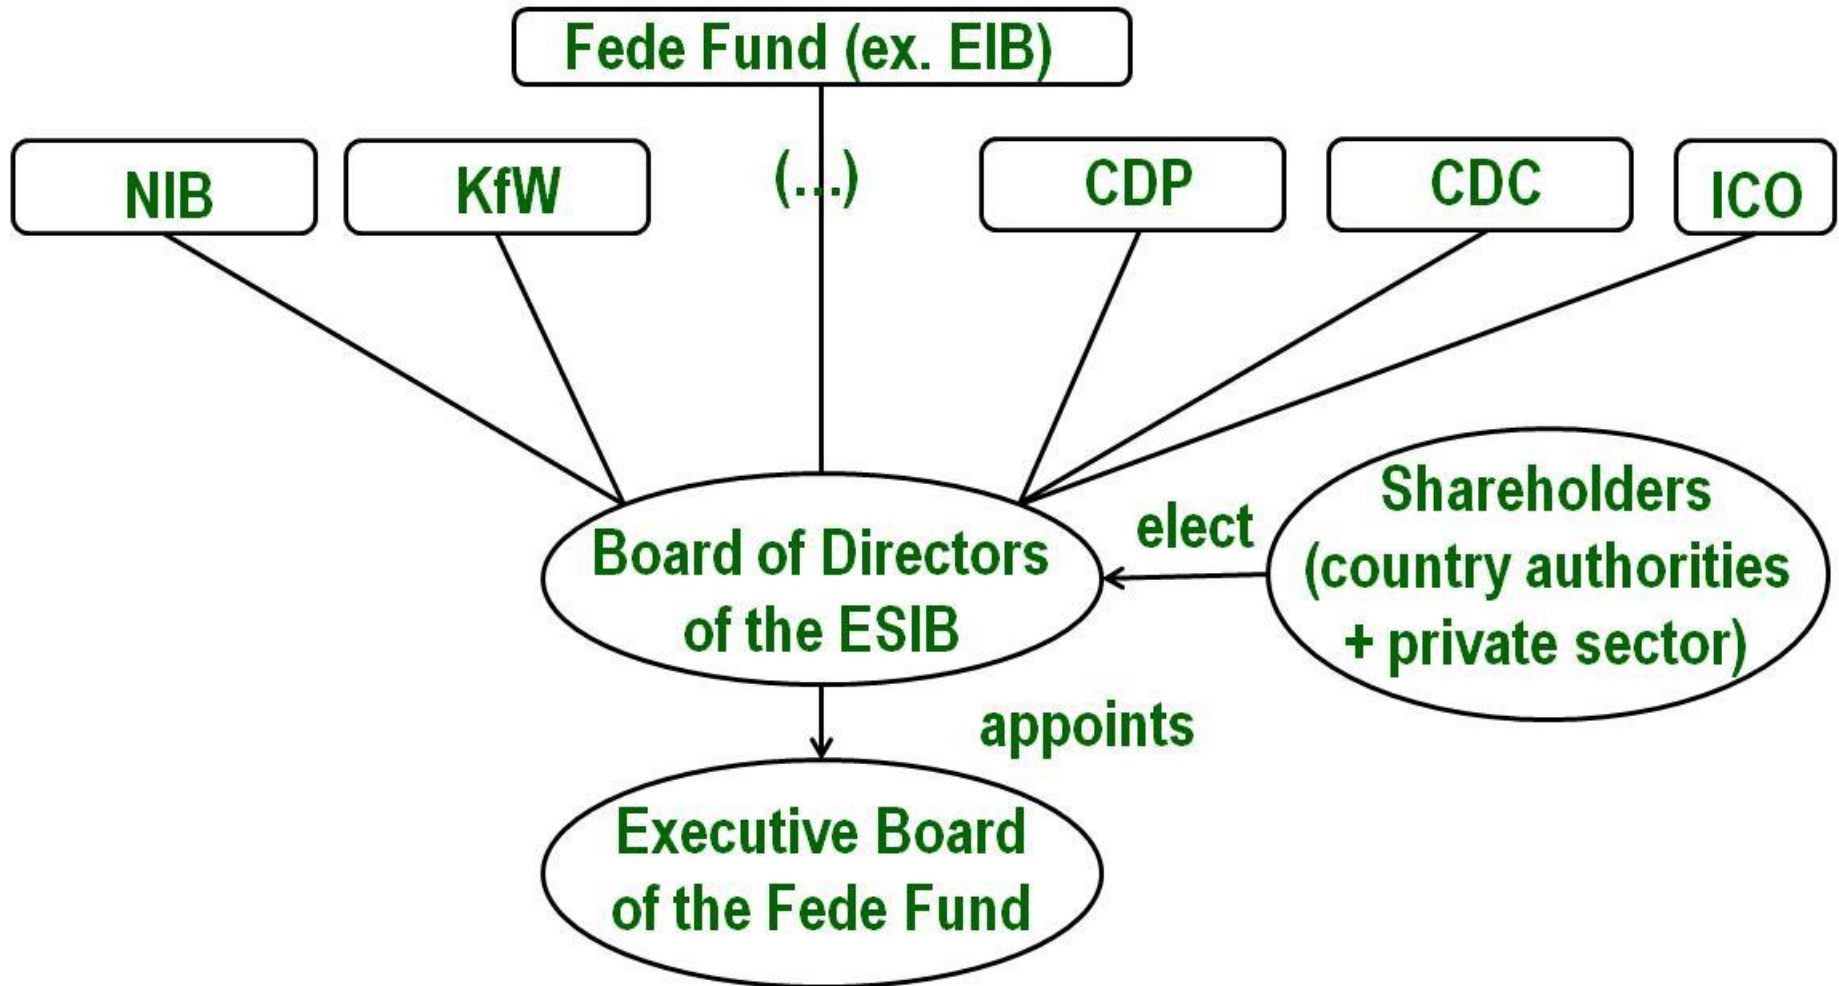 Fede Fund (ex. EIB)
NIB
KfW
(...)
CDP
CDC
ICO
Shareholders
(country authorities
+ private sector)
elect
Board of Directors
of the ESIB
appoints
Executive Board
of the Fede Fund